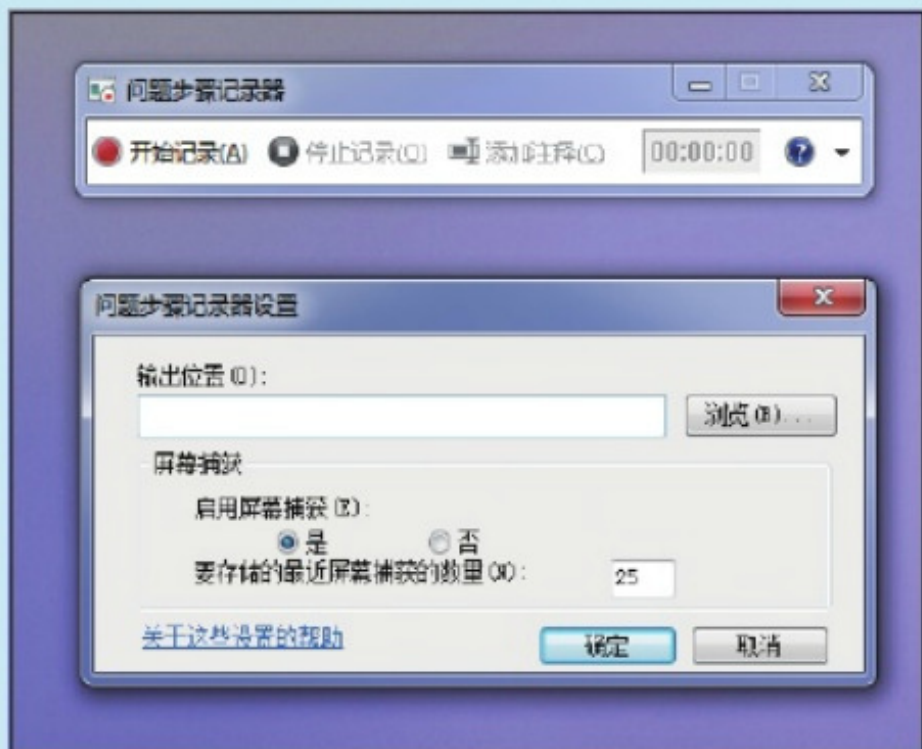 问题步骤记录器
开始记录(A) 停止记录(O) 添加注释(C) 00:00:00
问题步骤记录器设置
输出位置(O):
浏览(B)...
屏幕捕获
启用屏幕捕获(E):
是 否
要存储的最近屏幕捕获的数量(N): 25
关于这些设置的帮助 确定 取消